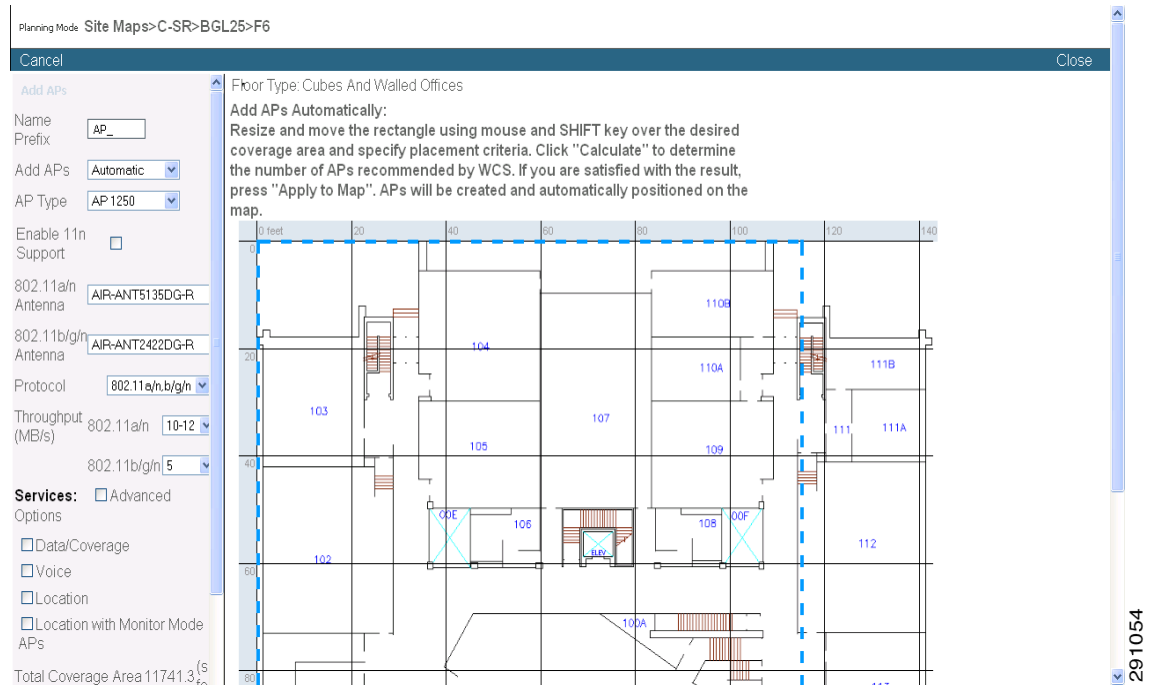 Planning Mode Site Maps>C-SR>BGL25>F6
Cancel
Close
Add APs
Name Prefix AP_
Add APs Automatic
AP Type AP 1250
Enable 11n Support
802.11a/n Antenna AIR-ANT5135DG-R
802.11b/g/n Antenna AIR-ANT2422DG-R
Protocol 802.11a/n,b/g/n
Throughput (MB/s) 802.11a/n 10-12
802.11b/g/n 5
Services: Advanced Options
Data/Coverage
Voice
Location
Location with Monitor Mode APs
Total Coverage Area 11741.3 (s
Floor Type: Cubes And Walled Offices
Add APs Automatically:
Resize and move the rectangle using mouse and SHIFT key over the desired
coverage area and specify placement criteria. Click "Calculate" to determine
the number of APs recommended by WCS. If you are satisfied with the result,
press "Apply to Map". APs will be created and automatically positioned on the
map.
0 feet 20 40 60 80 100 120 140
0
110B
104
20
110A
111B
103
107
111
111A
105
109
40
00E
106
108
00F
112
ELEV
102
60
100A
80
291054